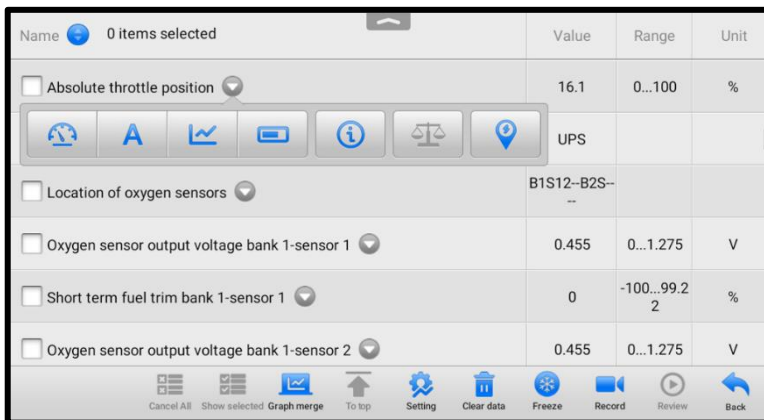 Name 0 items selected Value Range Unit
Absolute throttle position 16.1 0...100 %
A
UPS
Location of oxygen sensors B1S12--B2S--
--
Oxygen sensor output voltage bank 1-sensor 1 0.455 0...1.275 V
Short term fuel trim bank 1-sensor 1 0 -100...99.2
2 %
Oxygen sensor output voltage bank 1-sensor 2 0.455 0...1.275 V
Cancel All Show selected Graph merge To top Setting Clear data Freeze Record Review Back